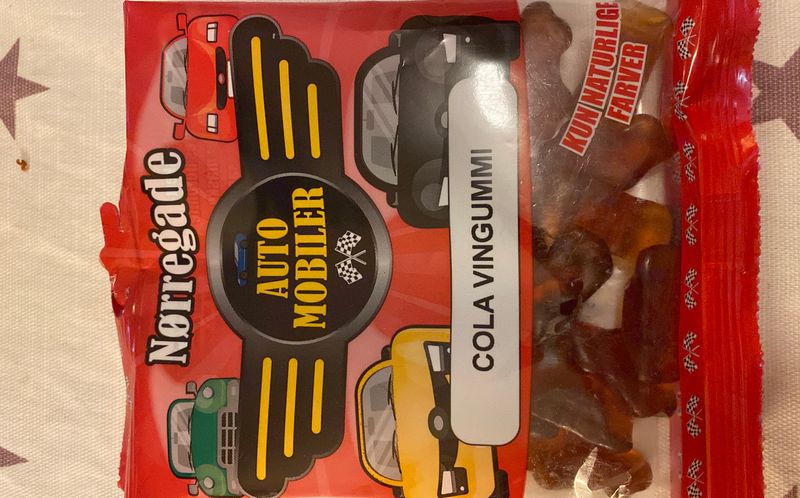 Nørregade
AUTO
MOBILER
COLA VINGUMMI
KUN NATURLIGE
FARVER